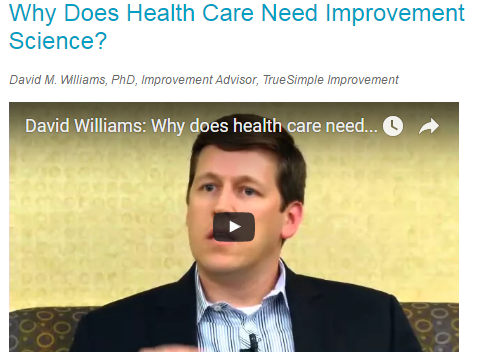 Why Does Health Care Need Improvement
Science?
David M. Williams, PhD, Improvement Advisor, TrueSimple Improvement
David Williams: Why does health care need...